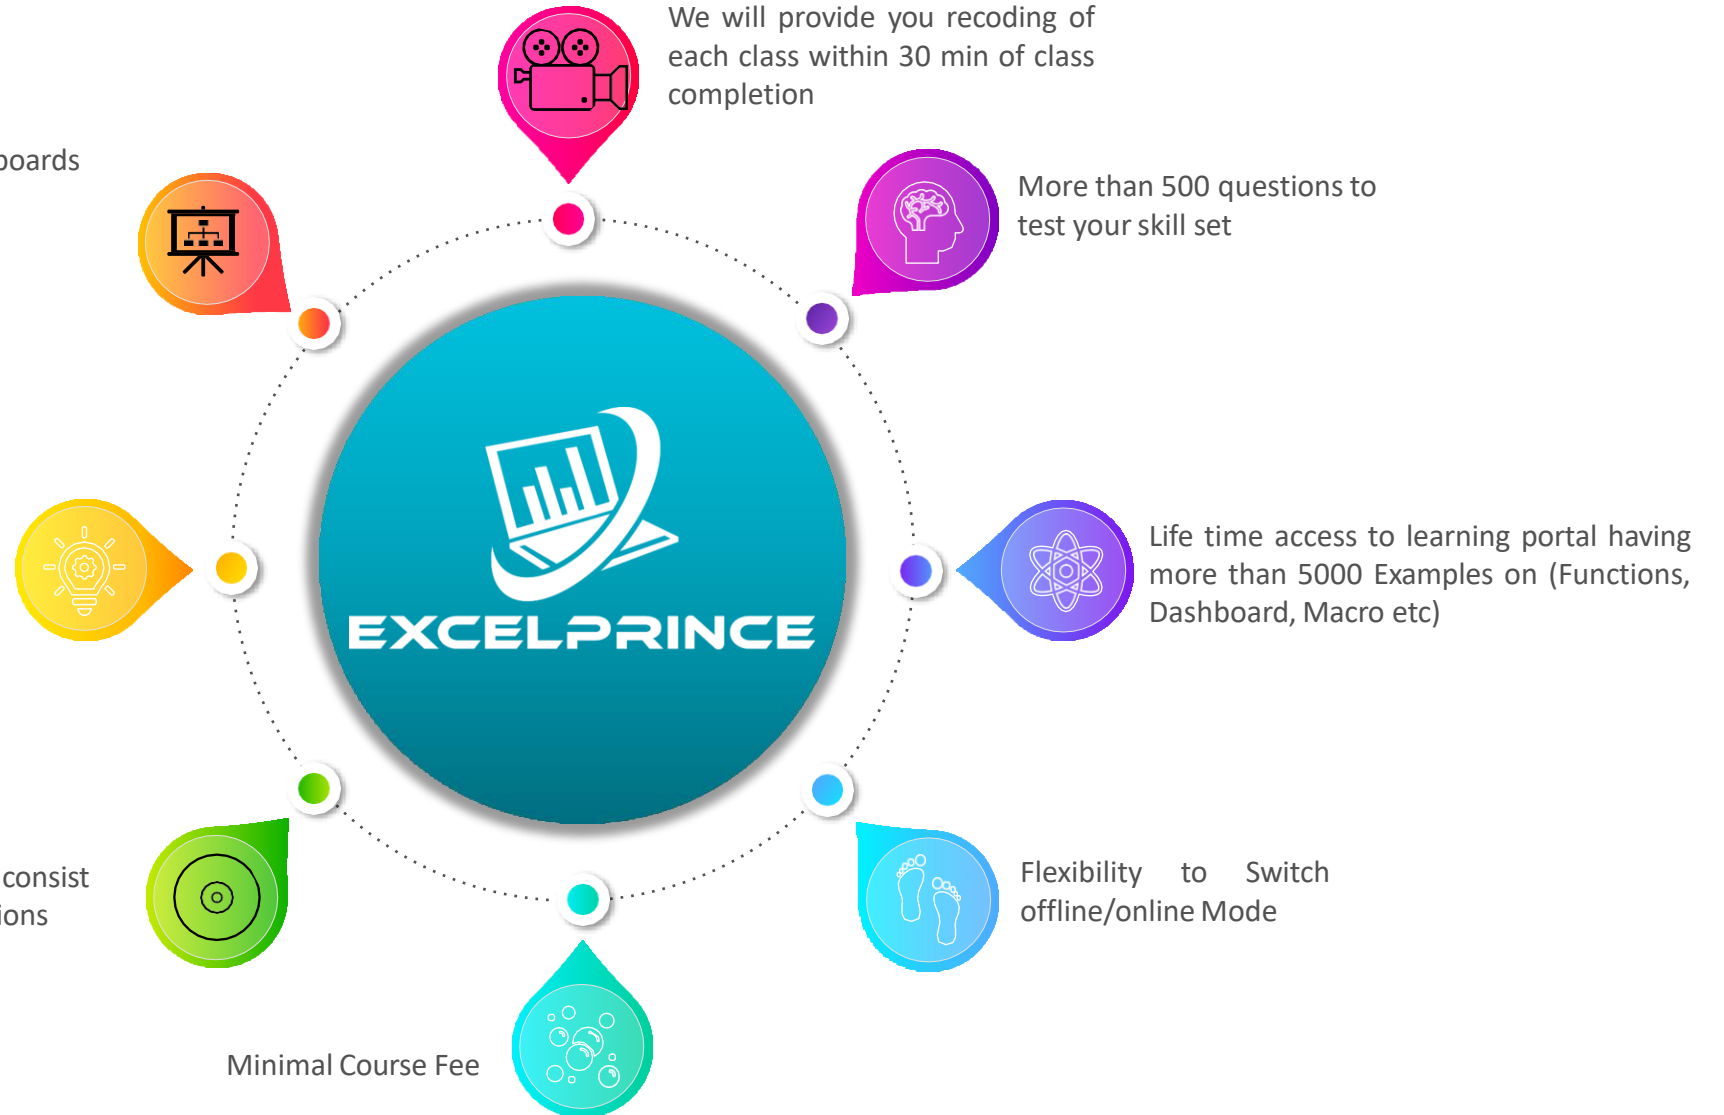 We will provide you recoding of
each class within 30 min of class
completion
boards
More than 500 questions to
test your skill set
EXCELPRINCE
Life time access to learning portal having
more than 5000 Examples on (Functions,
Dashboard, Macro etc)
consist
ions
Flexibility to Switch
offline/online Mode
Minimal Course Fee